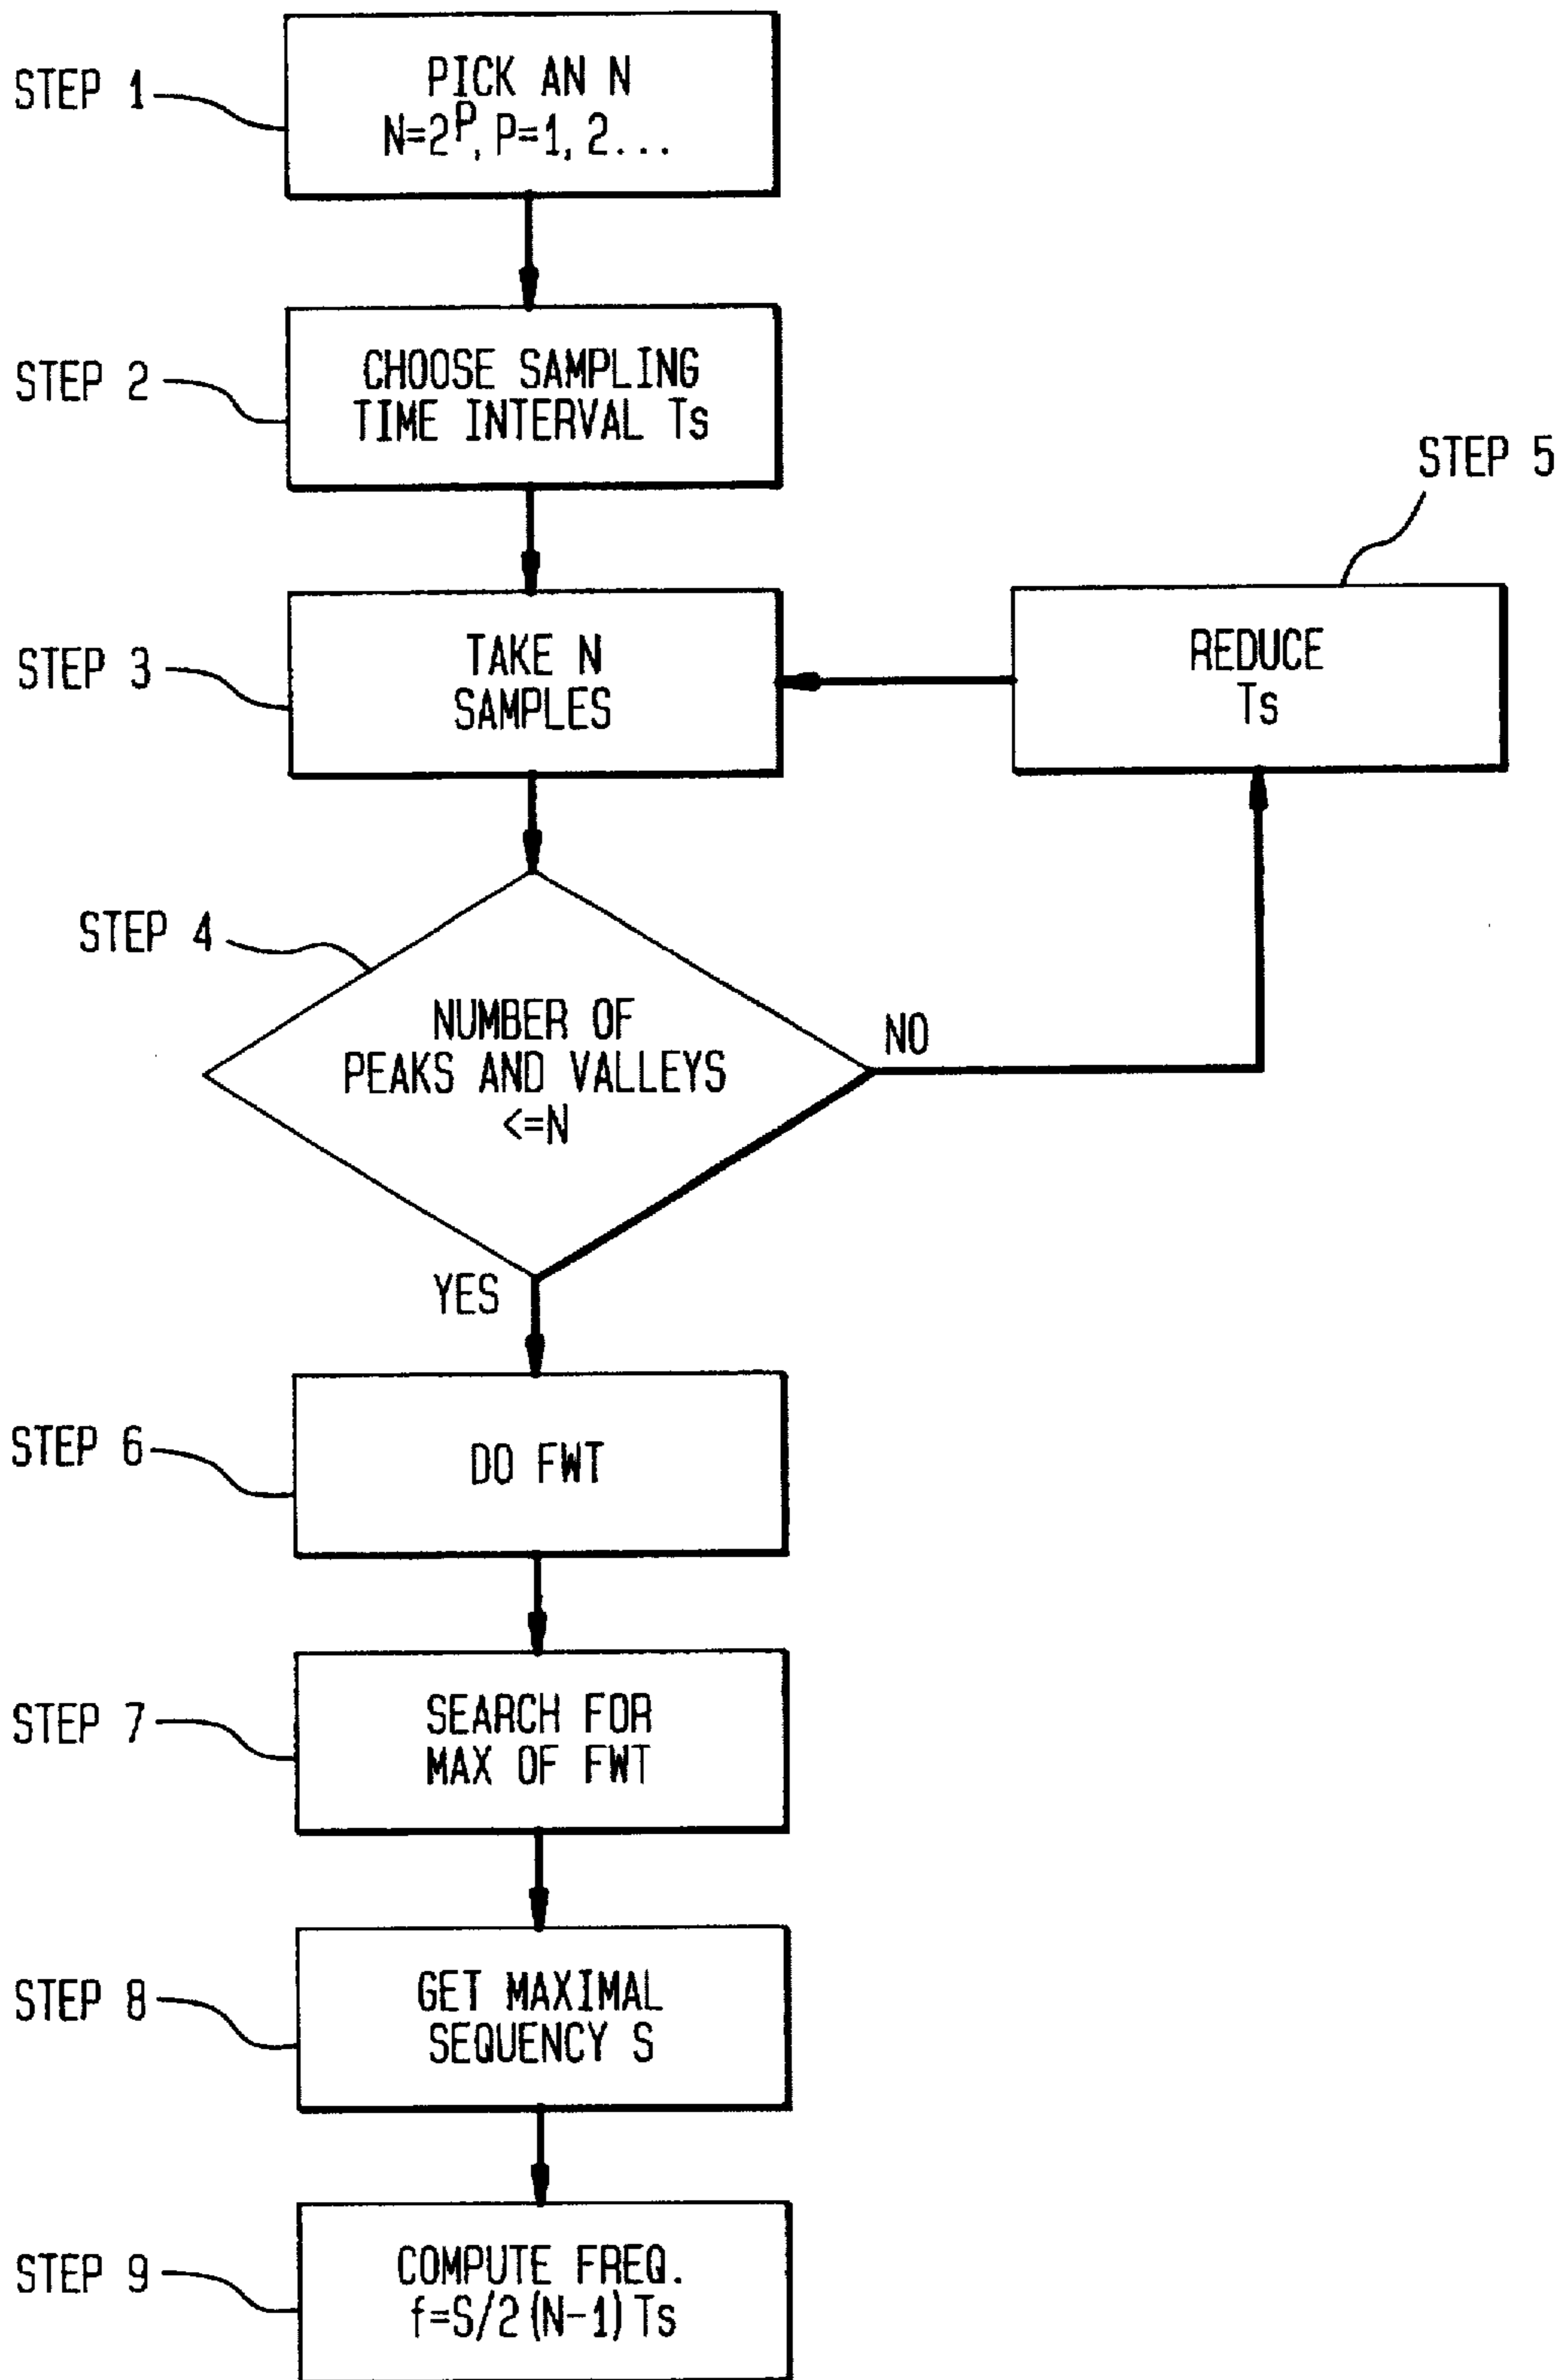 STEP 1
PICK AN N
N=2^P, P=1, 2...
STEP 2
CHOOSE SAMPLING
TIME INTERVAL Ts
STEP 5
REDUCE
Ts
STEP 3
TAKE N
SAMPLES
STEP 4
NUMBER OF
PEAKS AND VALLEYS
<=N
NO
YES
STEP 6
DO FWT
STEP 7
SEARCH FOR
MAX OF FWT
STEP 8
GET MAXIMAL
SEQUENCY S
STEP 9
COMPUTE FREQ.
f=S/2(N-1)Ts